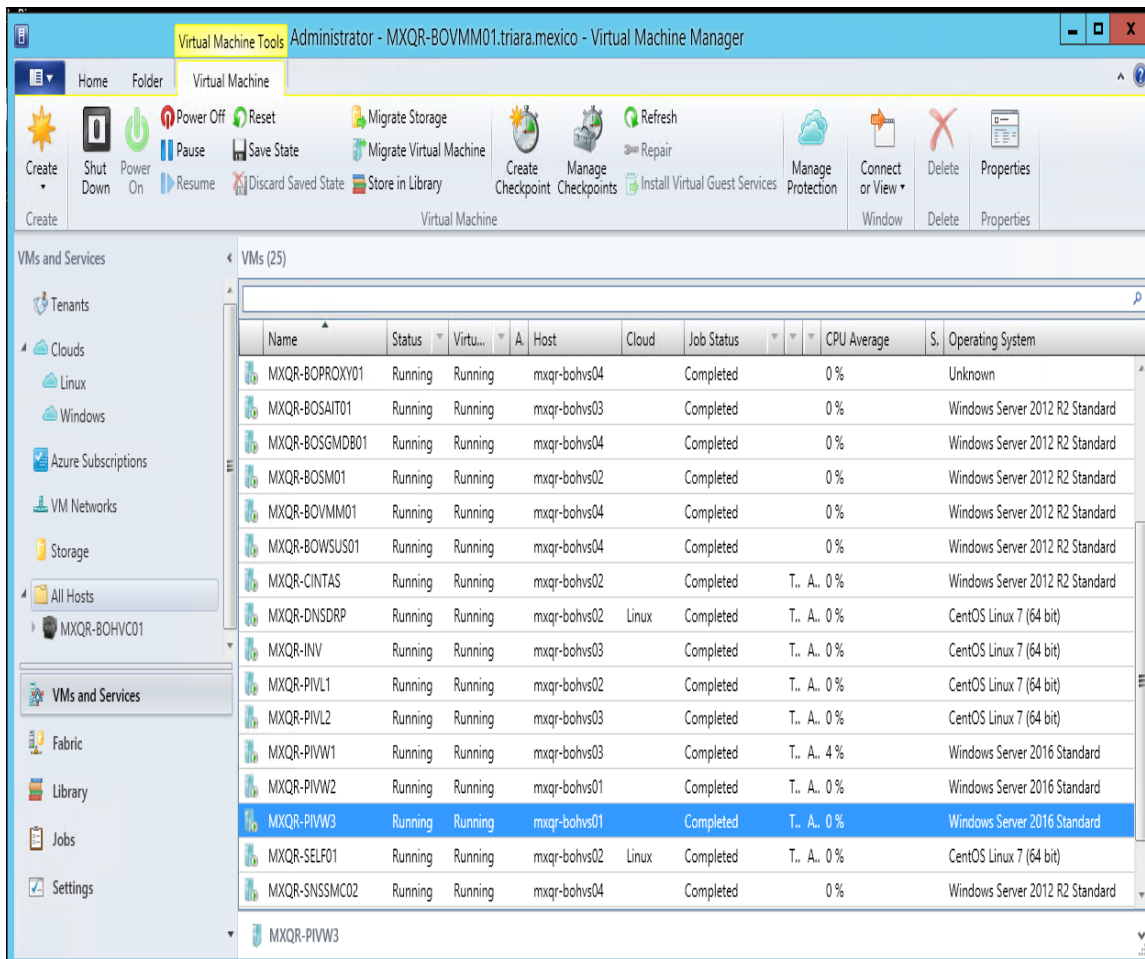 Virtual Machine Tools Administrator - MXQR-BOVMM01.triara.mexico - Virtual Machine Manager
Home Folder Virtual Machine
Create
Shut Down
Power On
Power Off
Pause
Resume
Reset
Save State
Discard Saved State
Migrate Storage
Migrate Virtual Machine
Store in Library
Create Checkpoint
Manage Checkpoints
Refresh
Repair
Install Virtual Guest Services
Manage Protection
Connect or View
Delete
Properties
Create Virtual Machine Window Delete Properties
VMs and Services
Tenants
Clouds
Linux
Windows
Azure Subscriptions
VM Networks
Storage
All Hosts
MXQR-BOHVC01
VMs and Services
Fabric
Library
Jobs
Settings
VMs (25)
Name Status Virtu... A. Host Cloud Job Status CPU Average S. Operating System
MXQR-BOPROXY01 Running Running mxqr-bohvs04 Completed 0 % Unknown
MXQR-BOSAIT01 Running Running mxqr-bohvs03 Completed 0 % Windows Server 2012 R2 Standard
MXQR-BOSGMDB01 Running Running mxqr-bohvs04 Completed 0 % Windows Server 2012 R2 Standard
MXQR-BOSM01 Running Running mxqr-bohvs02 Completed 0 % Windows Server 2012 R2 Standard
MXQR-BOVMM01 Running Running mxqr-bohvs04 Completed 0 % Windows Server 2012 R2 Standard
MXQR-BOWSUS01 Running Running mxqr-bohvs04 Completed 0 % Windows Server 2012 R2 Standard
MXQR-CINTAS Running Running mxqr-bohvs02 Completed T.. A.. 0 % Windows Server 2012 R2 Standard
MXQR-DNSDRP Running Running mxqr-bohvs02 Linux Completed T.. A.. 0 % CentOS Linux 7 (64 bit)
MXQR-INV Running Running mxqr-bohvs03 Completed T.. A.. 0 % CentOS Linux 7 (64 bit)
MXQR-PIVL1 Running Running mxqr-bohvs02 Completed T.. A.. 0 % CentOS Linux 7 (64 bit)
MXQR-PIVL2 Running Running mxqr-bohvs03 Completed T.. A.. 0 % CentOS Linux 7 (64 bit)
MXQR-PIVW1 Running Running mxqr-bohvs03 Completed T.. A.. 4 % Windows Server 2016 Standard
MXQR-PIVW2 Running Running mxqr-bohvs01 Completed T.. A.. 0 % Windows Server 2016 Standard
MXQR-PIVW3 Running Running mxqr-bohvs01 Completed T.. A.. 0 % Windows Server 2016 Standard
MXQR-SELF01 Running Running mxqr-bohvs02 Linux Completed T.. A.. 0 % CentOS Linux 7 (64 bit)
MXQR-SNSSMC02 Running Running mxqr-bohvs04 Completed 0 % Windows Server 2012 R2 Standard
MXQR-PIVW3